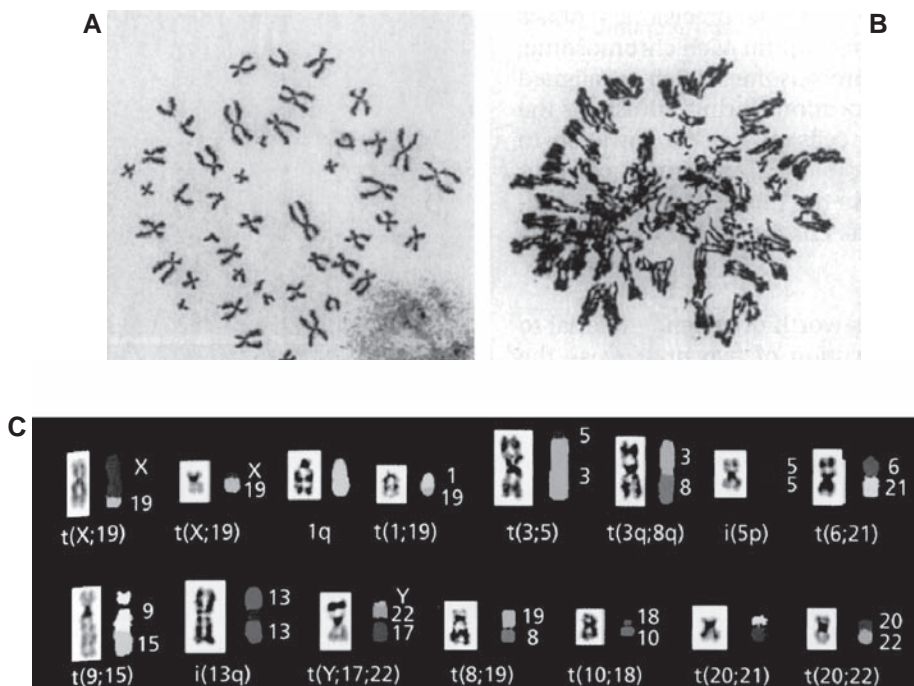 A
B
C
X
19
t(X;19)
X
19
t(X;19)
1q
1
19
t(1;19)
5
3
t(3;5)
3
8
t(3q;8q)
5
5
i(5p)
6
21
t(6;21)
9
15
t(9;15)
13
13
i(13q)
Y
22
17
t(Y;17;22)
19
8
t(8;19)
18
10
t(10;18)
t(20;21)
20
22
t(20;22)